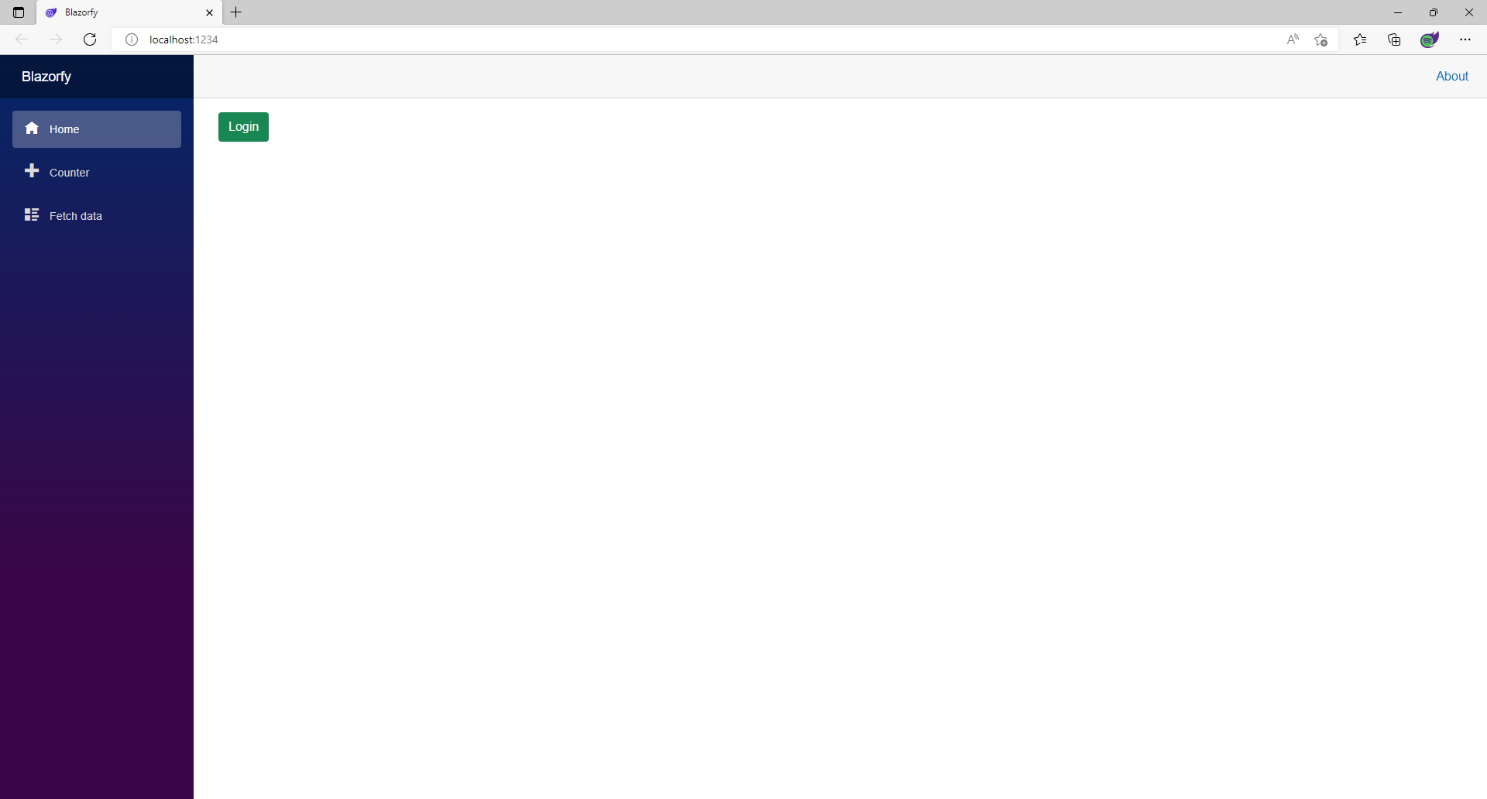 Blazorfy
localhost:1234
Blazorfy
About
Home
Login
Counter
Fetch data